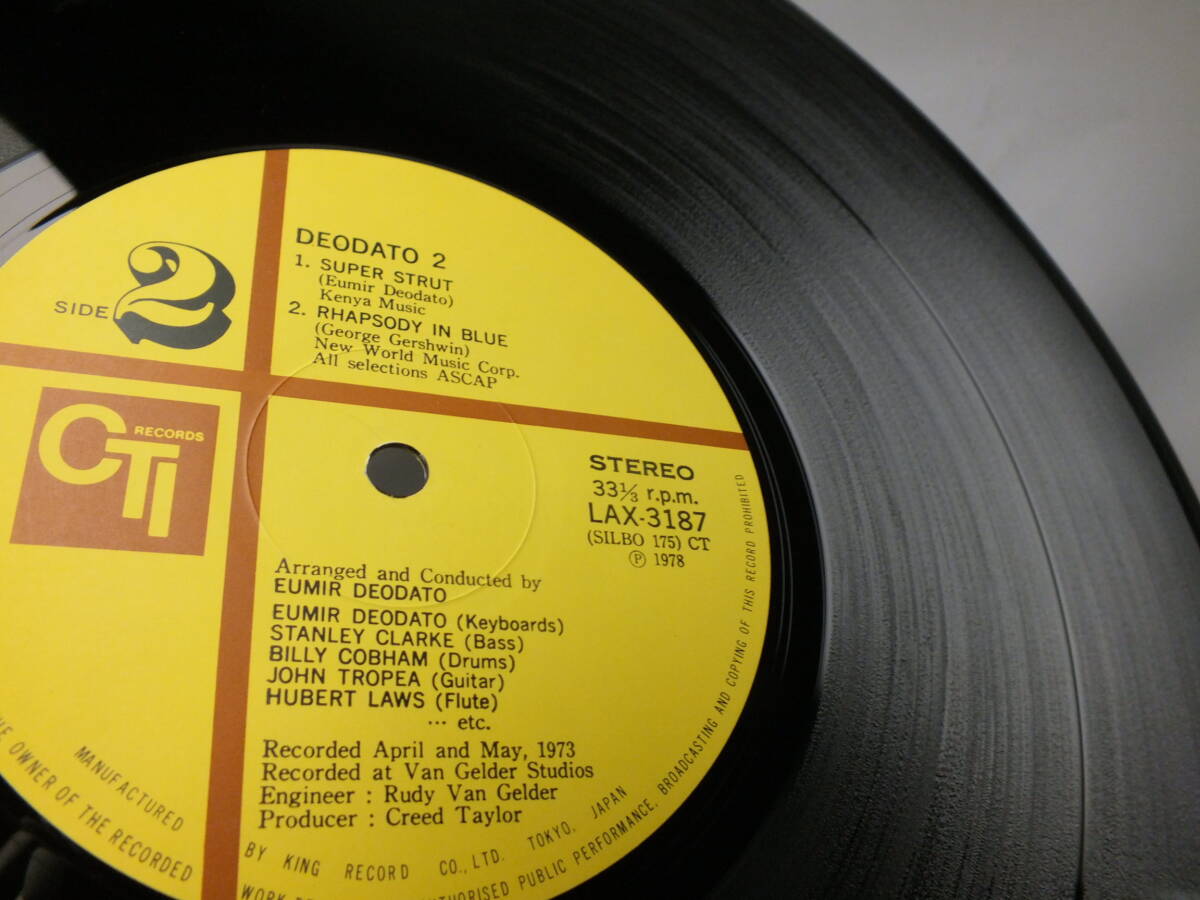 SIDE 2
DEODATO 2
1. SUPER STRUT
(Eumir Deodato)
Kenya Music
2. RHAPSODY IN BLUE
(George Gershwin)
New World Music Corp.
All selections ASCAP
CTI RECORDS
STEREO
33⅓ r.p.m.
LAX-3187
(SILBO 175) CT
Ⓟ 1978
Arranged and Conducted by
EUMIR DEODATO
EUMIR DEODATO (Keyboards)
STANLEY CLARKE (Bass)
BILLY COBHAM (Drums)
JOHN TROPEA (Guitar)
HUBERT LAWS (Flute)
… etc.
Recorded April and May, 1973
Recorded at Van Gelder Studios
Engineer : Rudy Van Gelder
Producer : Creed Taylor
MANUFACTURED BY KING RECORD CO., LTD. TOKYO, JAPAN
OWNER OF THE RECORDED WORK PUBLIC PERFORMANCE, BROADCASTING AND COPYING OF THIS RECORD PROHIBITED